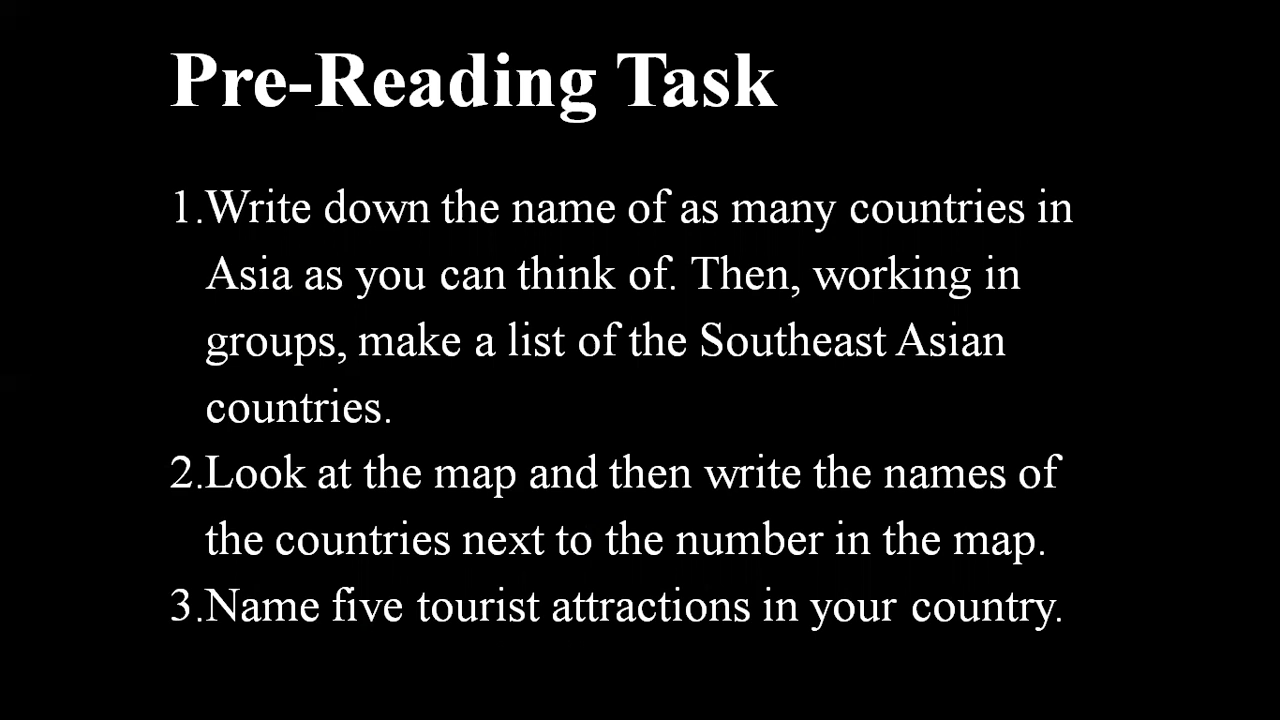 Pre-Reading Task
1.Write down the name of as many countries in
Asia as you can think of. Then, working in
groups, make a list of the Southeast Asian
countries.
2.Look at the map and then write the names of
the countries next to the number in the map.
3.Name five tourist attractions in your country.